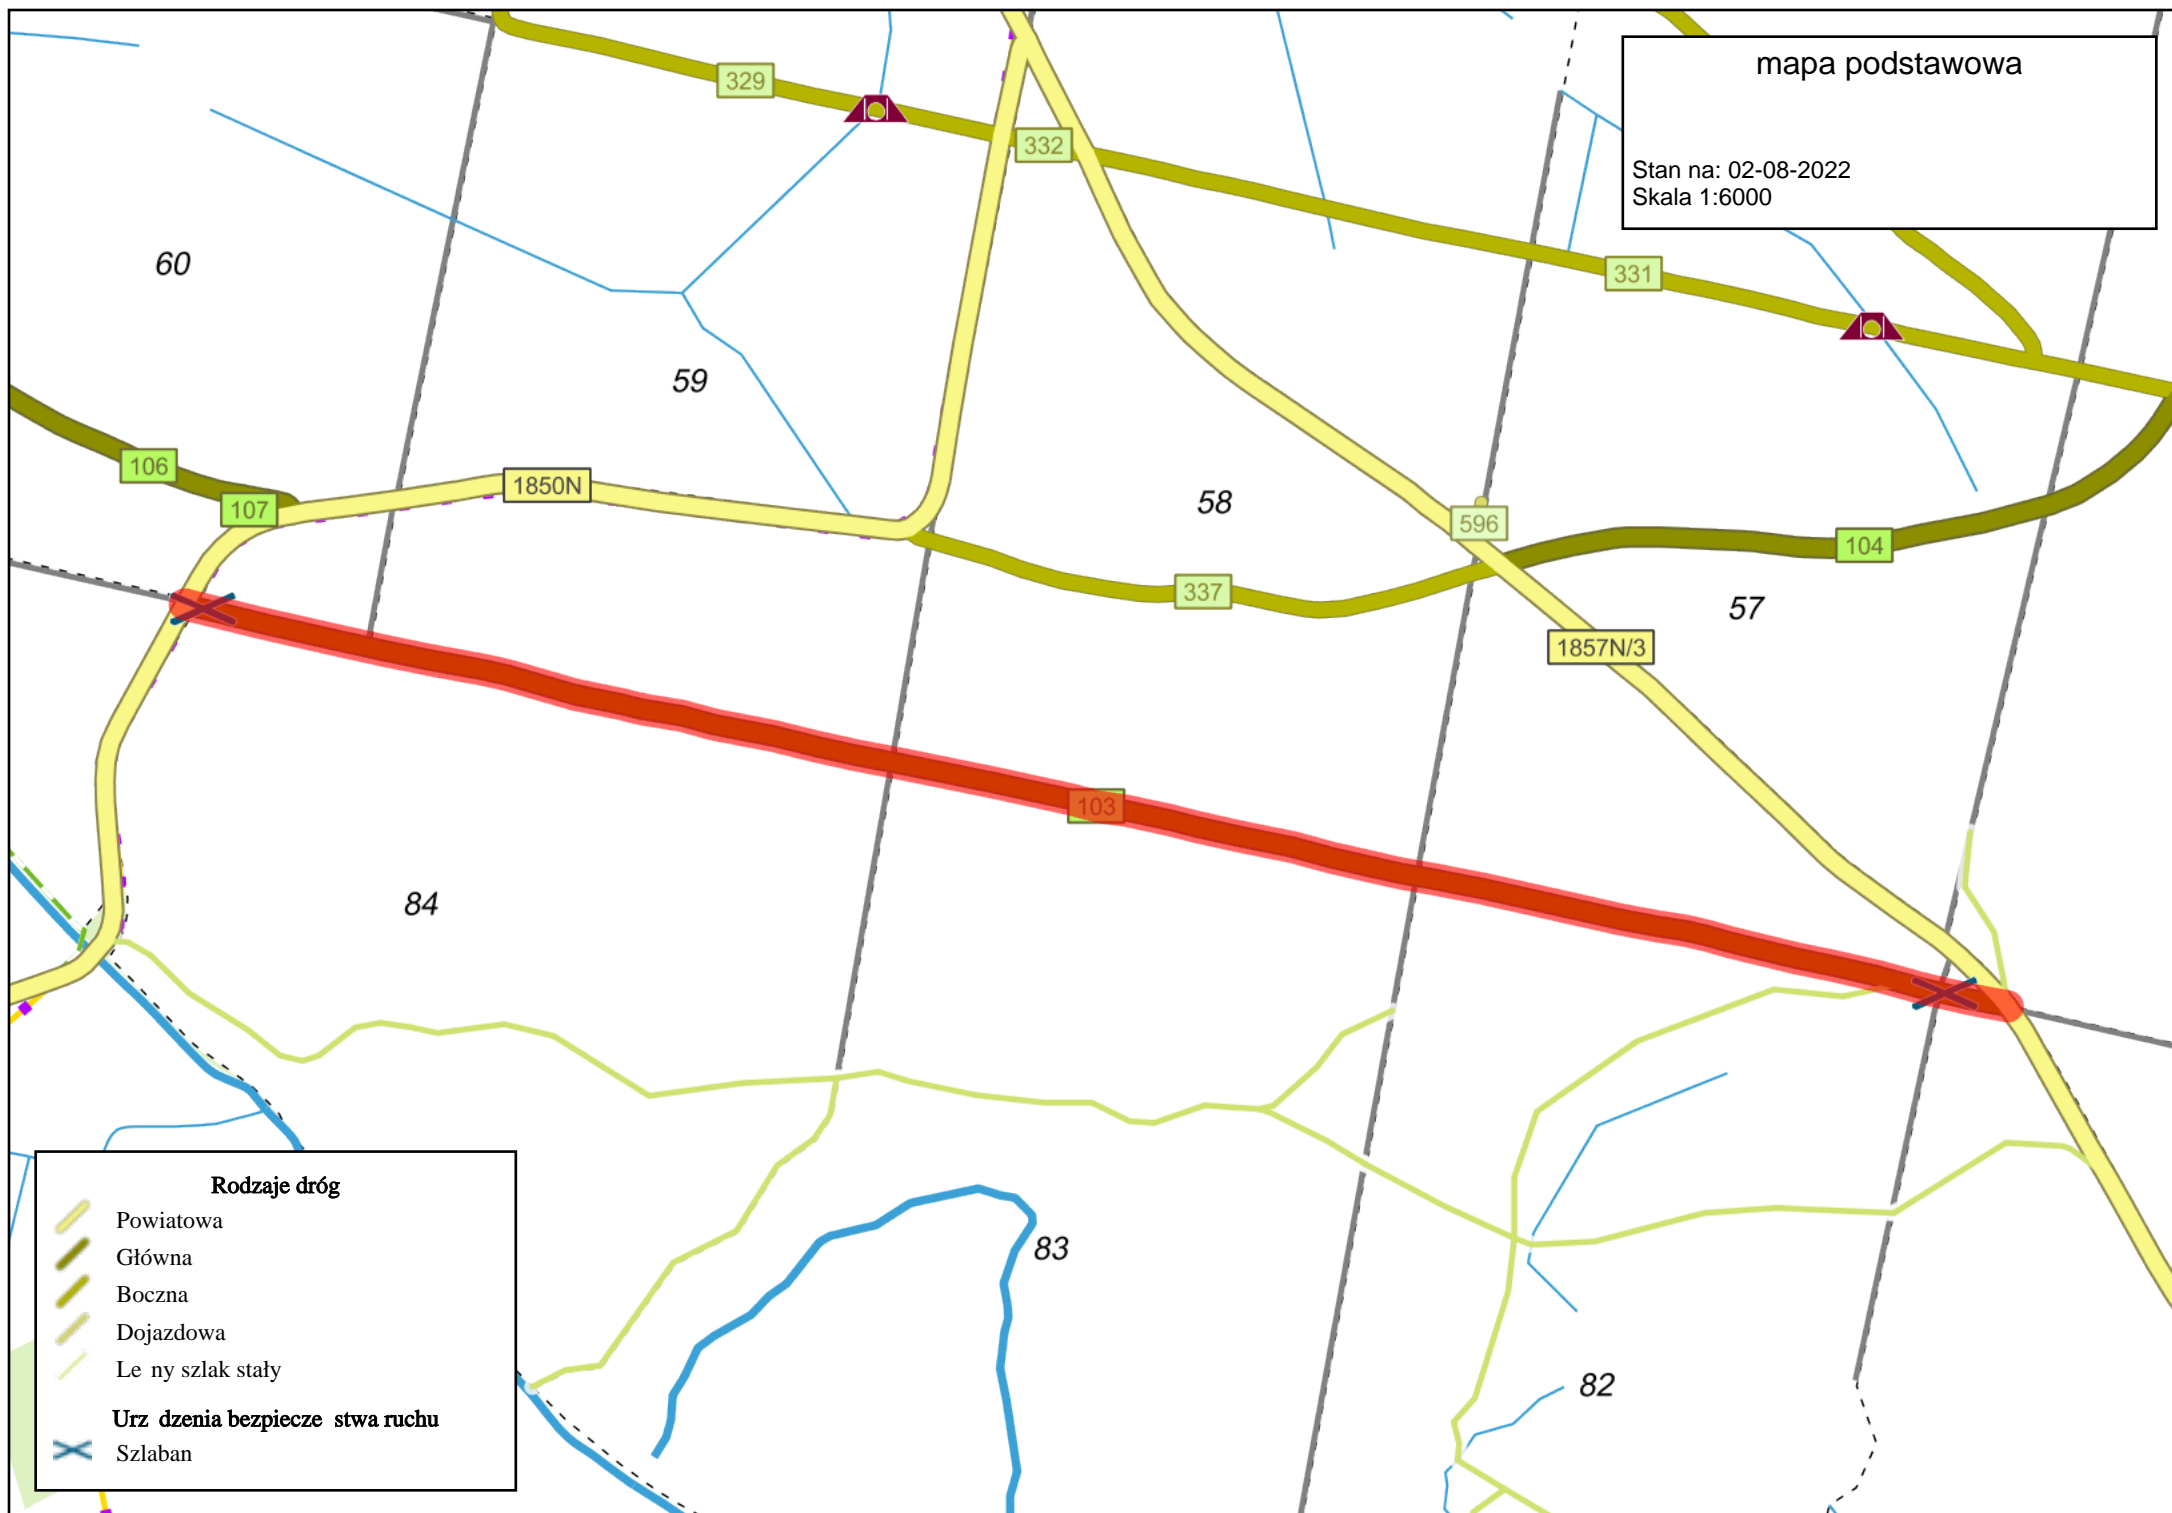 mapa podstawowa
Stan na: 02-08-2022
Skala 1:6000
329
332
331
60
59
106
107
1850N
58
596
104
337
57
1857N/3
103
84
83
82
Rodzaje dróg
Powiatowa
Główna
Boczna
Dojazdowa
Le ny szlak stały
Urz dzenia bezpiecze stwa ruchu
Szlaban